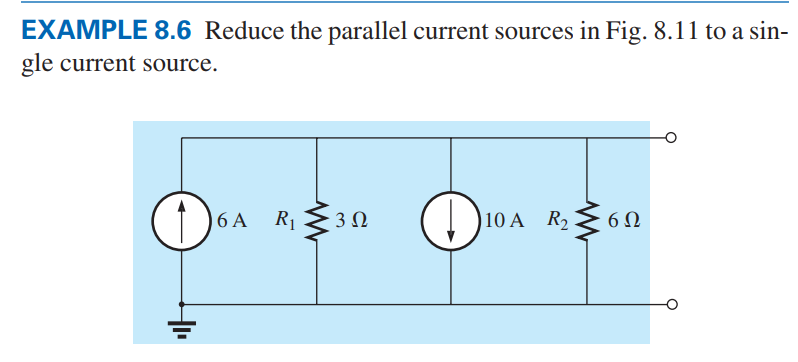 EXAMPLE 8.6 Reduce the parallel current sources in Fig. 8.11 to a sin-
gle current source.
6 A R₁ 3 Ω 10 A R₂ 6 Ω